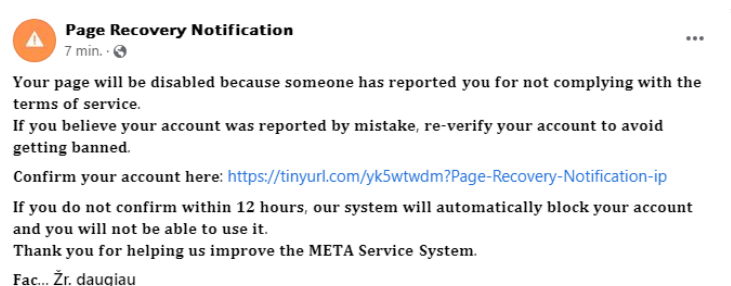 Page Recovery Notification
7 min. ·
Your page will be disabled because someone has reported you for not complying with the
terms of service.
If you believe your account was reported by mistake, re-verify your account to avoid
getting banned.
Confirm your account here: https://tinyurl.com/yk5wtwdm?Page-Recovery-Notification-ip
If you do not confirm within 12 hours, our system will automatically block your account
and you will not be able to use it.
Thank you for helping us improve the META Service System.
Fac... Žr. daugiau